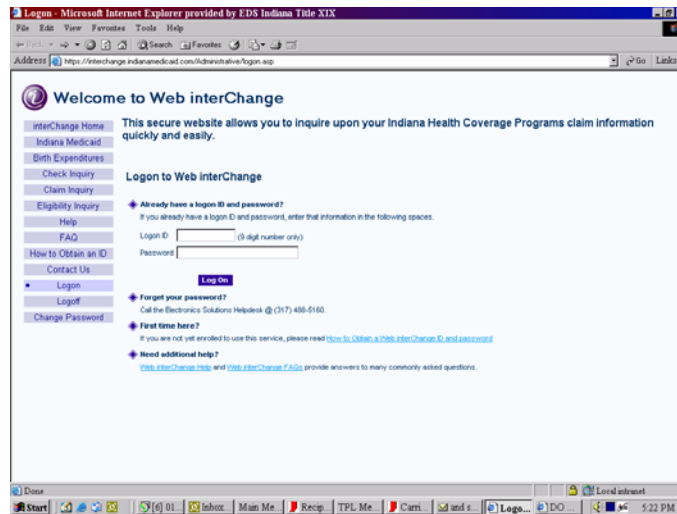 Logon - Microsoft Internet Explorer provided by EDS Indiana Title XIX
File Edit View Favorites Tools Help
Back Search Favorites
Address https://interchange.indianamedicaid.com/Administrative/logon.asp Go Links
Welcome to Web interChange
This secure website allows you to inquire upon your Indiana Health Coverage Programs claim information
quickly and easily.
interChange Home
Indiana Medicaid
Birth Expenditures
Check Inquiry
Claim Inquiry
Eligibility Inquiry
Help
FAQ
How to Obtain an ID
Contact Us
Logon
Logoff
Change Password
Logon to Web interChange
Already have a logon ID and password?
If you already have a logon ID and password, enter that information in the following spaces.
Logon ID (9 digit number only)
Password
Log On
Forget your password?
Call the Electronics Solutions Helpdesk @ (317) 488-5160.
First time here?
If you are not yet enrolled to use this service, please read How to Obtain a Web interChange ID and password
Need additional help?
Web interChange Help and Web interChange FAQs provide answers to many commonly asked questions.
Done Local intranet
Start [6] 01... Inbox... Main Me... Recip... TPL Me... Carri... and s... Logo... DO ... 5:22 PM